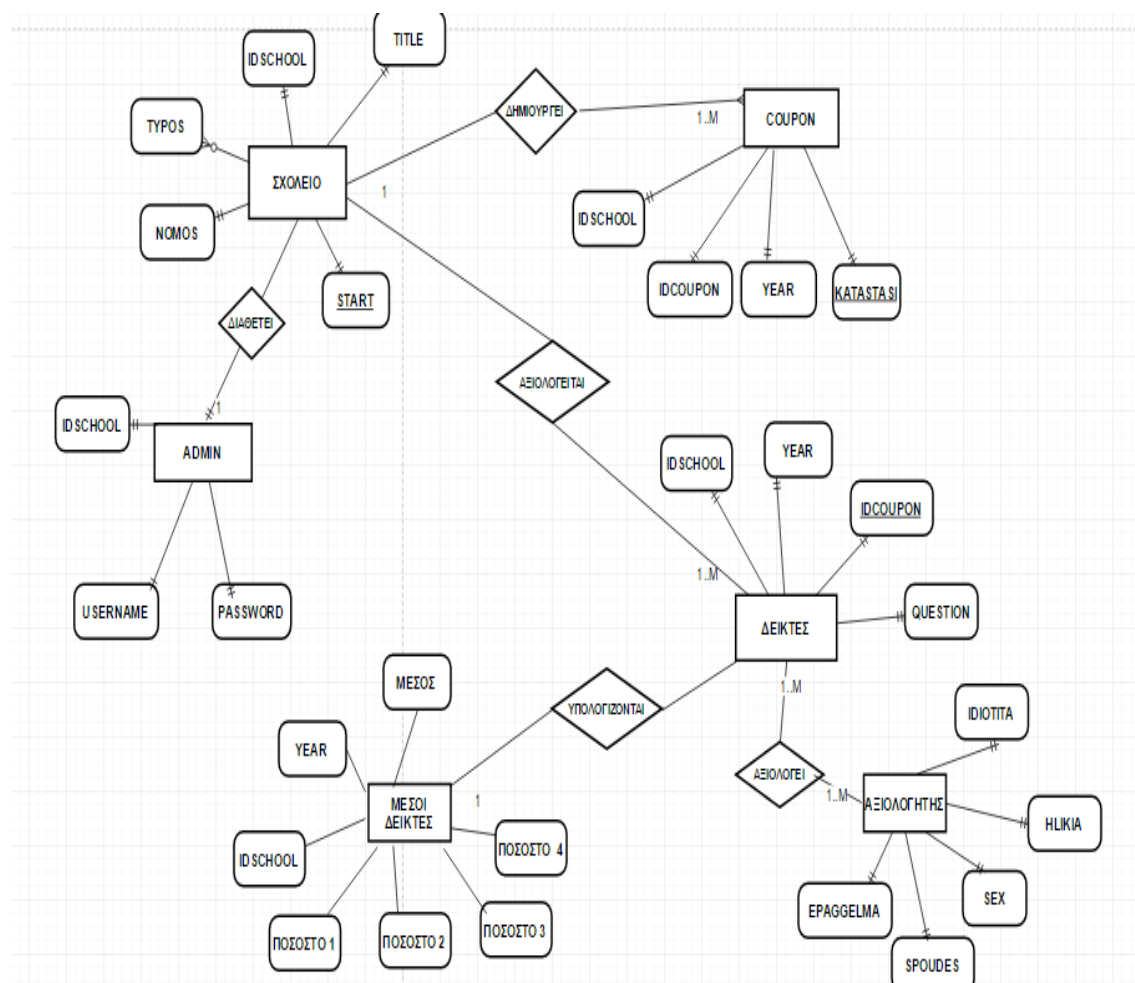 TITLE
IDSCHOOL
TYPOS
ΔΗΜΙΟΥΡΓΕΙ
COUPON
1..M
ΣΧΟΛΕΙΟ
1
NOMOS
IDSCHOOL
START
IDCOUPON
YEAR
KATASTASI
ΔΙΑΘΕΤΕΙ
ΑΞΙΟΛΟΓΕΙΤΑΙ
1
IDSCHOOL
ADMIN
YEAR
IDSCHOOL
IDCOUPON
1..M
USERNAME
PASSWORD
QUESTION
ΔΕΙΚΤΕΣ
ΜΕΣΟΣ
1..M
ΥΠΟΛΟΓΙΖΟΝΤΑΙ
IDIOTITA
YEAR
ΑΞΙΟΛΟΓΕΙ
1..M
ΜΕΣΟΙ
ΔΕΙΚΤΕΣ
1
ΑΞΙΟΛΟΓΗΤΗΣ
HLIKIA
IDSCHOOL
ΠΟΣΟΣΤΟ 4
SEX
EPAGGELMA
ΠΟΣΟΣΤΟ 1
ΠΟΣΟΣΤΟ 2
ΠΟΣΟΣΤΟ 3
SPOUDES